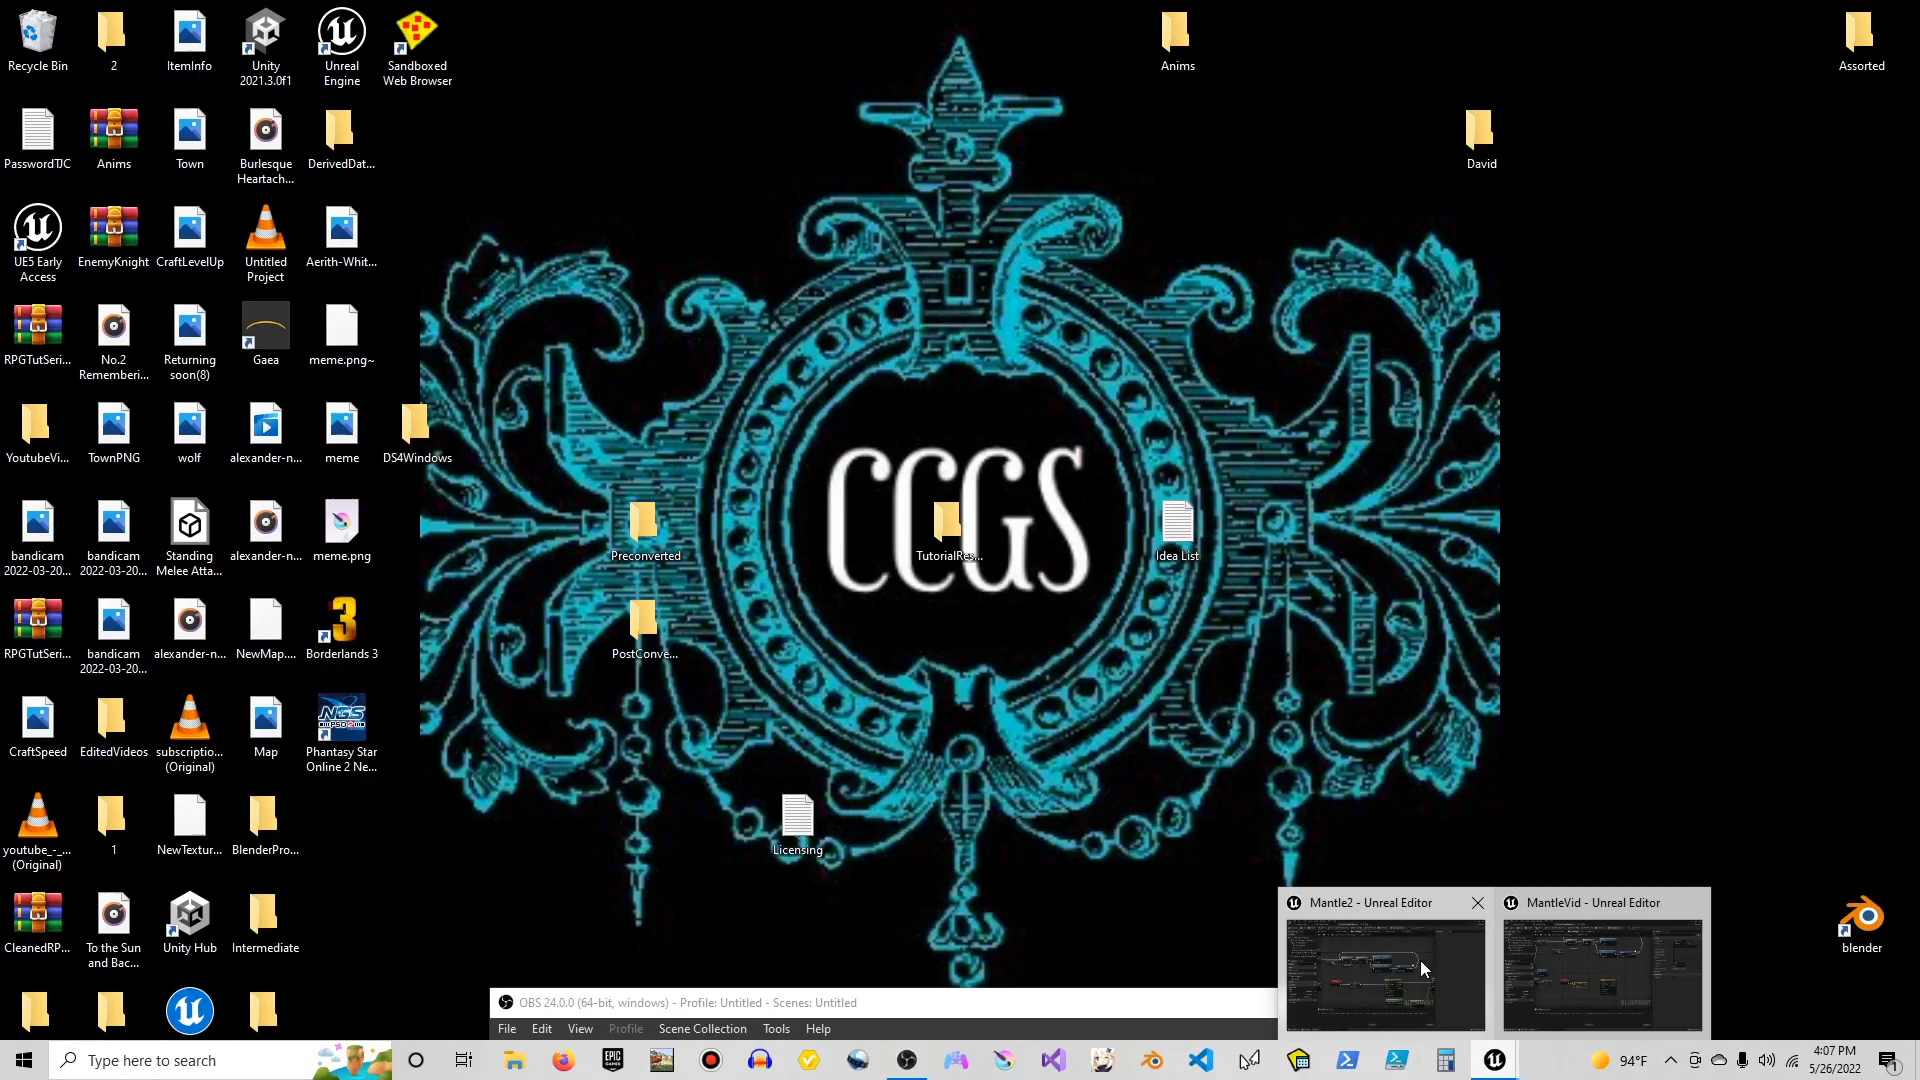 Recycle Bin
2
ItemInfo
Unity
2021.3.0f1
Unreal
Engine
Sandboxed
Web Browser
Anims
Assorted
PasswordTJC
Anims
Town
Burlesque
Heartach...
DerivedDat...
David
UE5 Early
Access
EnemyKnight
CraftLevelUp
Untitled
Project
Aerith-Whit...
RPGTutSeri...
No.2
Rememberi...
Returning
soon(8)
Gaea
meme.png~
YoutubeVi...
TownPNG
wolf
alexander-n...
meme
DS4Windows
CCGS
bandicam
2022-03-20...
bandicam
2022-03-20...
Standing
Melee Atta...
alexander-n...
meme.png
Preconverted
TutorialRes...
Idea List
RPGTutSeri...
bandicam
2022-03-20...
alexander-n...
NewMap....
3
Borderlands 3
PostConve...
CraftSpeed
EditedVideos
subscriptio...
(Original)
Map
NGS
Phantasy Star
Online 2 Ne...
youtube_-_...
(Original)
1
NewTextur...
BlenderPro...
Licensing
CleanedRP...
To the Sun
and Bac...
Unity Hub
Intermediate
blender
Mantle2 - Unreal Editor
MantleVid - Unreal Editor
OBS 24.0.0 (64-bit, windows) - Profile: Untitled - Scenes: Untitled
File Edit View Profile Scene Collection Tools Help
Type here to search
EPIC
GAMES
94°F
4:07 PM
5/26/2022
1